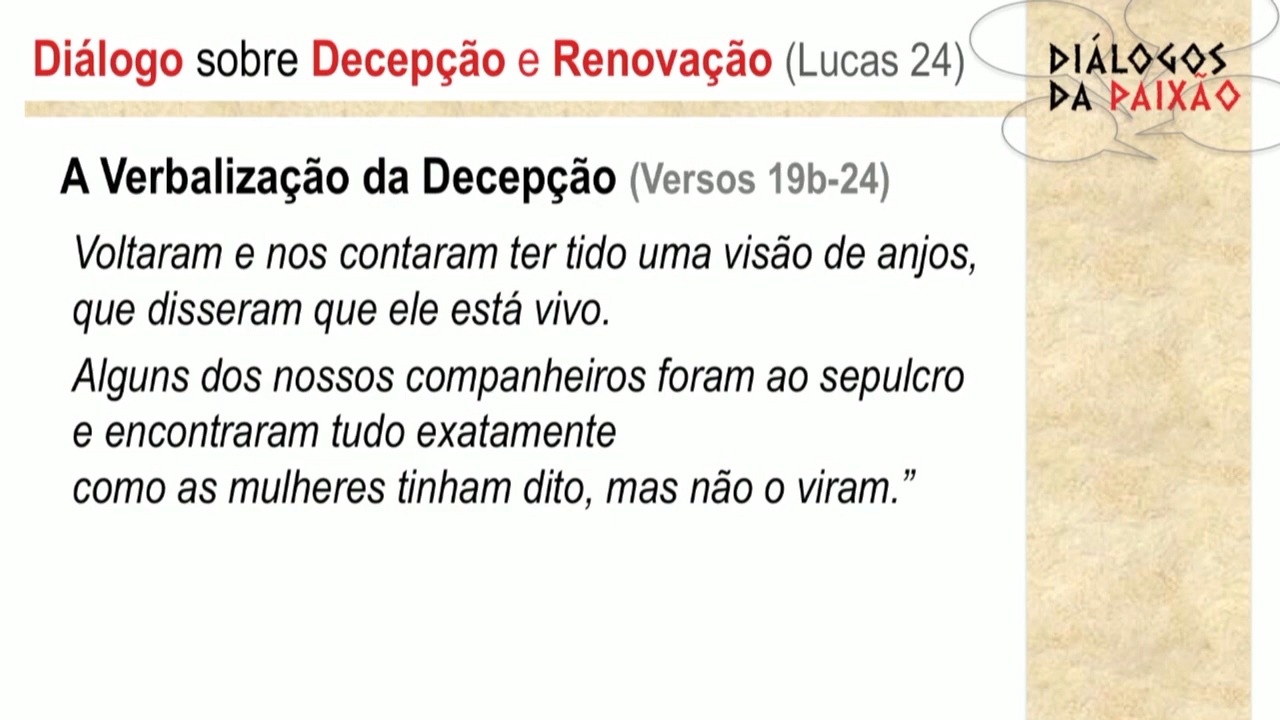 Diálogo sobre Decepção e Renovação (Lucas 24)
DIÁLOGOS
DA PAIXÃO
A Verbalização da Decepção (Versos 19b-24)
Voltaram e nos contaram ter tido uma visão de anjos,
que disseram que ele está vivo.
Alguns dos nossos companheiros foram ao sepulcro
e encontraram tudo exatamente
como as mulheres tinham dito, mas não o viram.”